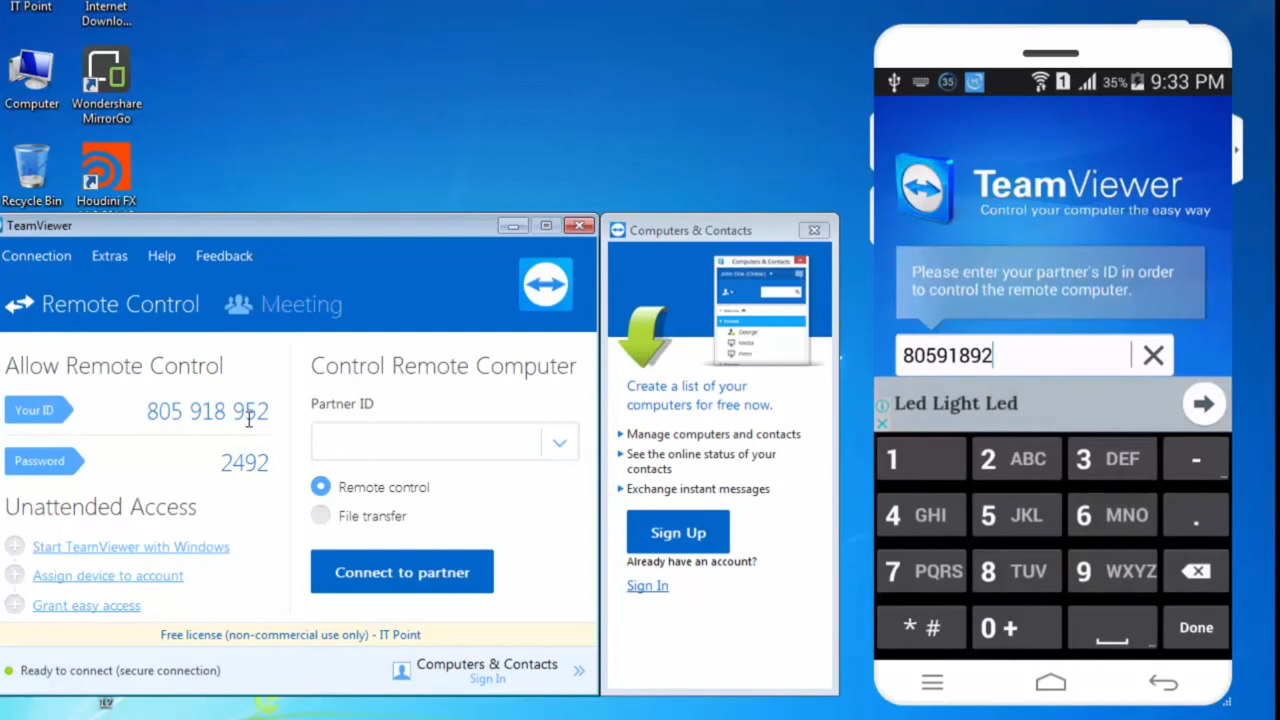 IT Point
Internet
Downlo...
Computer
Wondershare
MirrorGo
Recycle Bin
Houdini FX
TeamViewer
Connection
Extras
Help
Feedback
Remote Control
Meeting
Allow Remote Control
Your ID
805 918 952
Password
2492
Unattended Access
Start TeamViewer with Windows
Assign device to account
Grant easy access
Control Remote Computer
Partner ID
Remote control
File transfer
Connect to partner
Free license (non-commercial use only) - IT Point
Ready to connect (secure connection)
Computers & Contacts
Sign In
Computers & Contacts
Computers & Contacts
Create a list of your
computers for free now.
Manage computers and contacts
See the online status of your
contacts
Exchange instant messages
Sign Up
Already have an account?
Sign In
35
1
35%
9:33 PM
TeamViewer
Control your computer the easy way
Please enter your partner's ID in order
to control the remote computer.
80591892
Led Light Led
1
2 ABC
3 DEF
-
4 GHI
5 JKL
6 MNO
.
7 PQRS
8 TUV
9 WXYZ
* #
0 +
Done